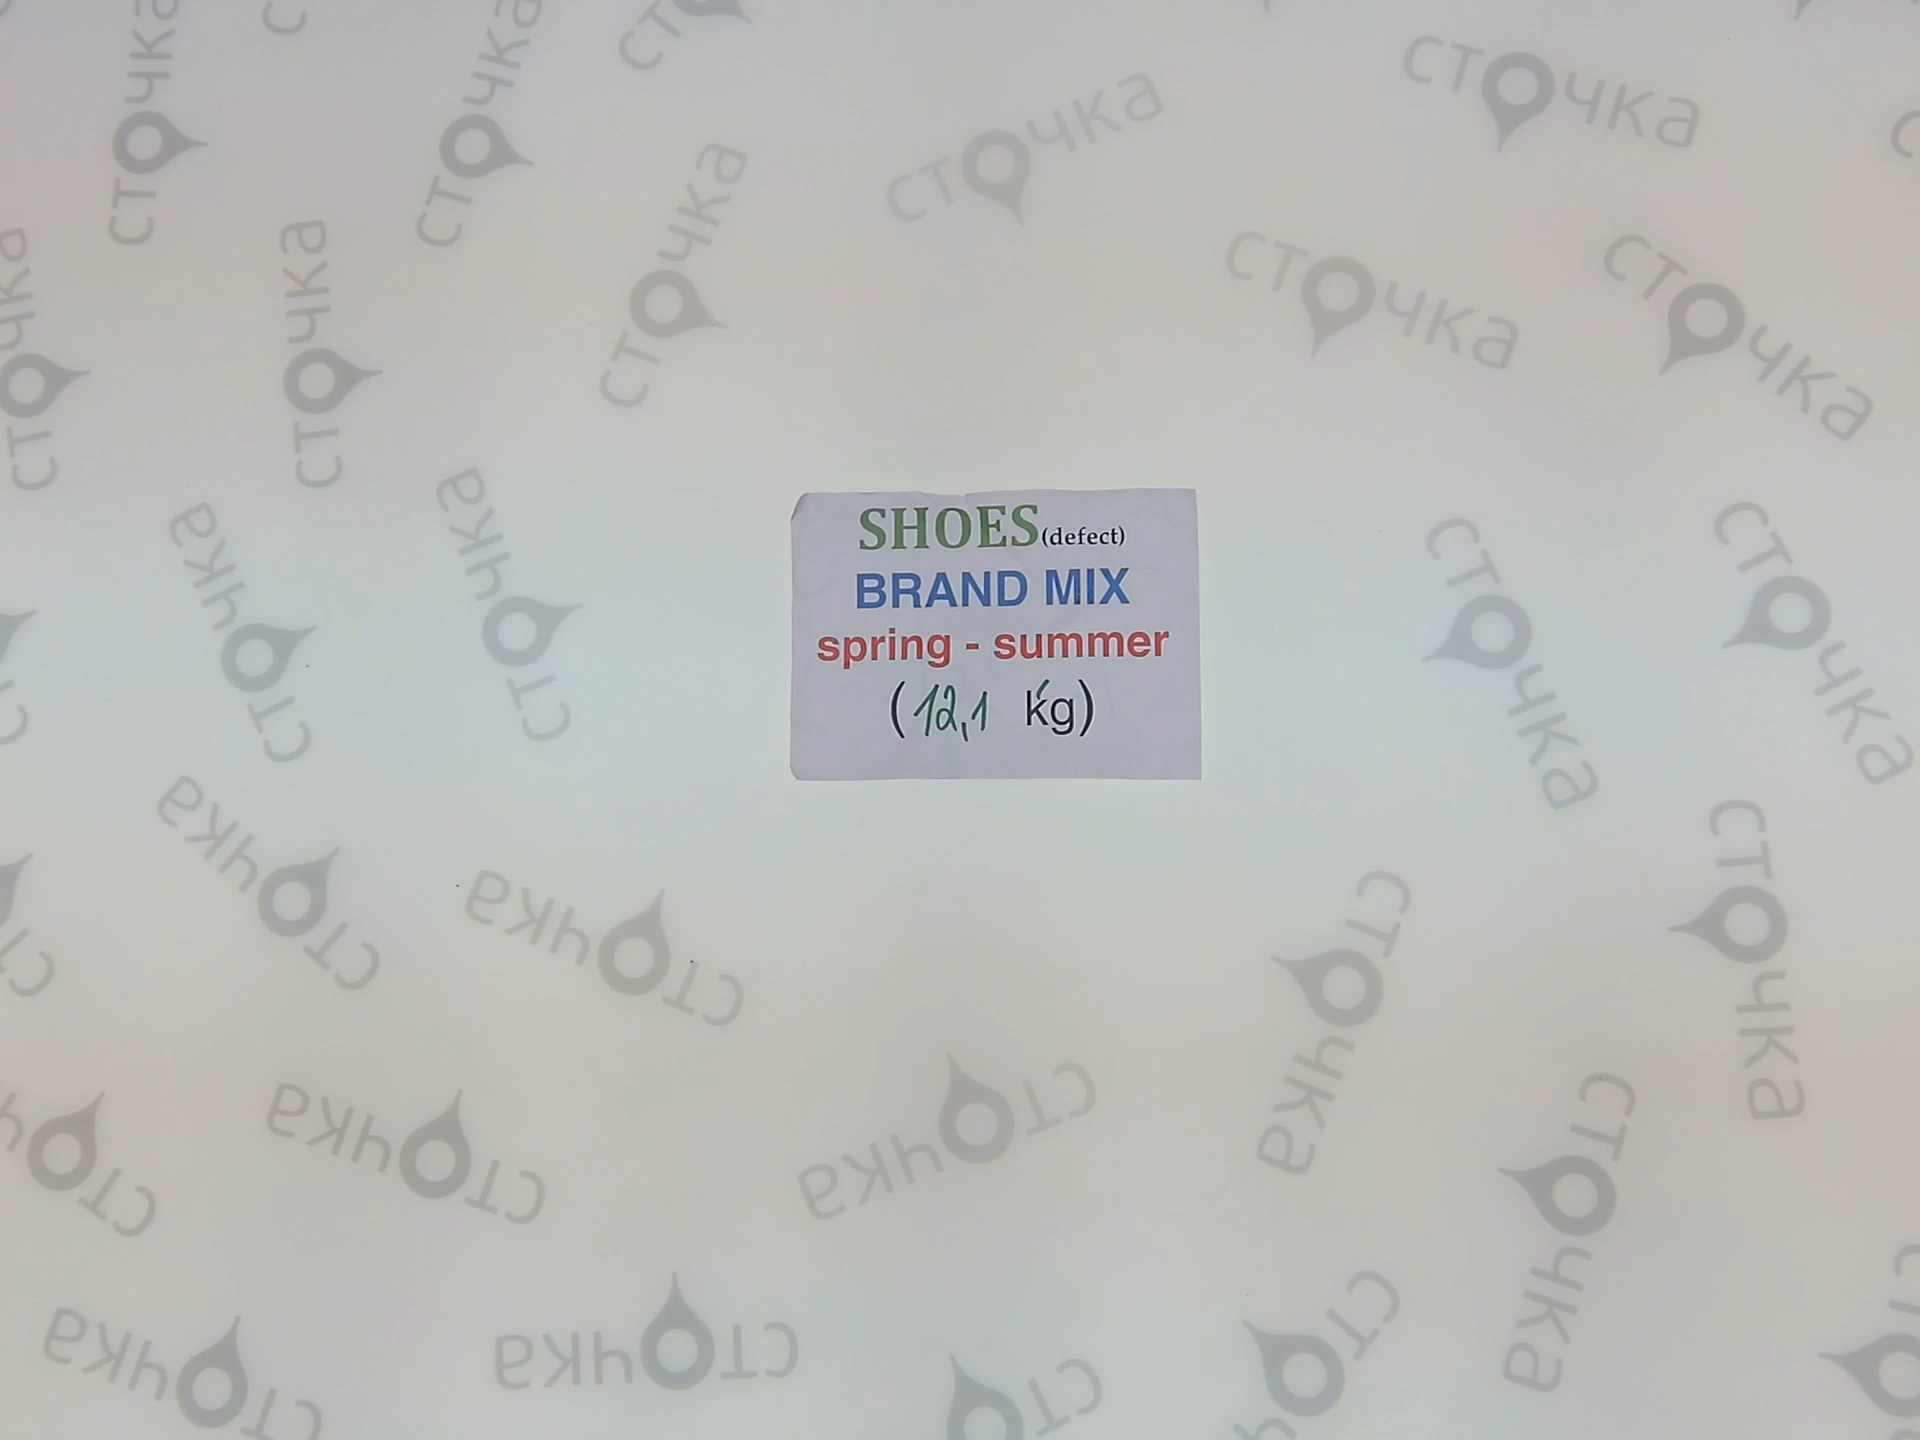 SHOES(defect)
BRAND MIX
spring - summer
(12,1 kg)
сточка